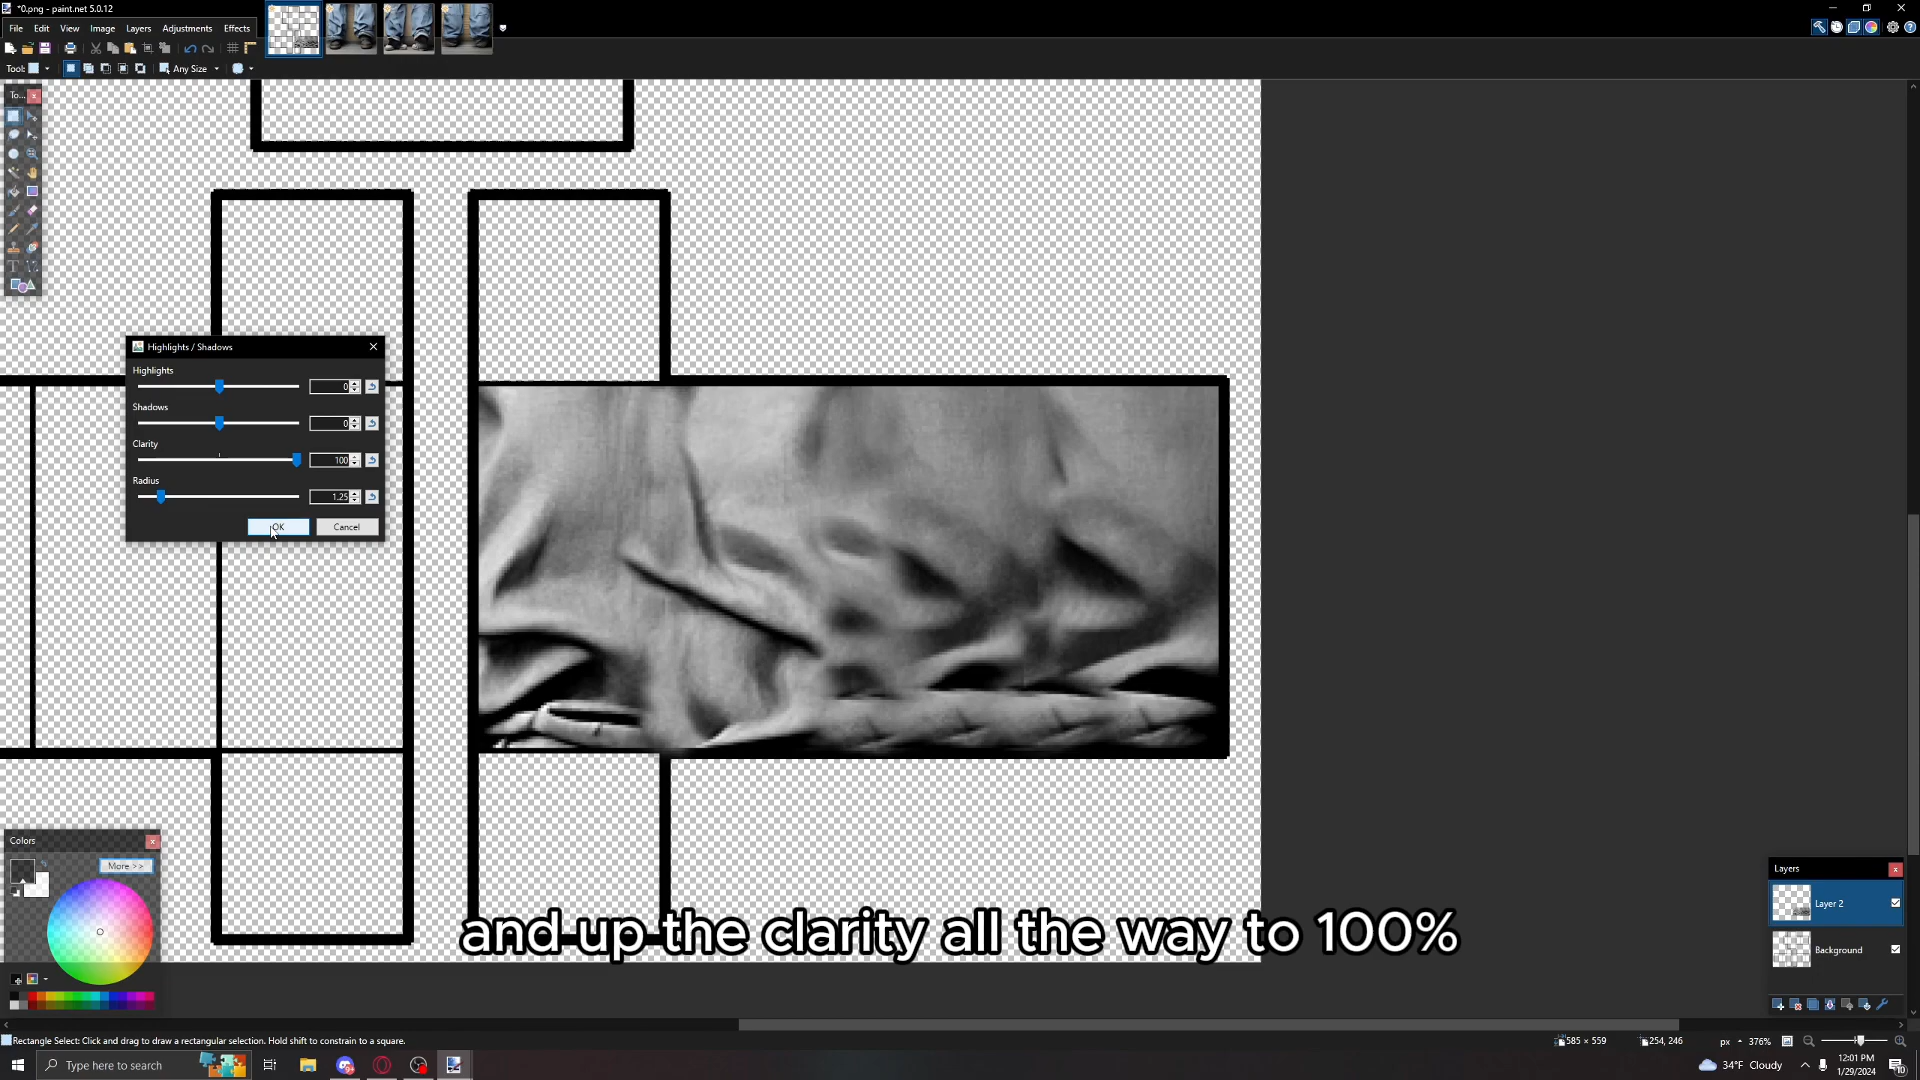 *0.png - paint.net 5.0.12
File Edit View Image Layers Adjustments Effects
Tool: Any Size
To...
Highlights / Shadows
Highlights
0
Shadows
0
Clarity
100
Radius
1.25
OK Cancel
Colors
More >>
and up the clarity all the way to 100%
Layers
Layer 2
Background
Rectangle Select: Click and drag to draw a rectangular selection. Hold shift to constrain to a square.
585 × 559
254, 246
px
376%
Type here to search
34°F Cloudy
12:01 PM
1/29/2024
10